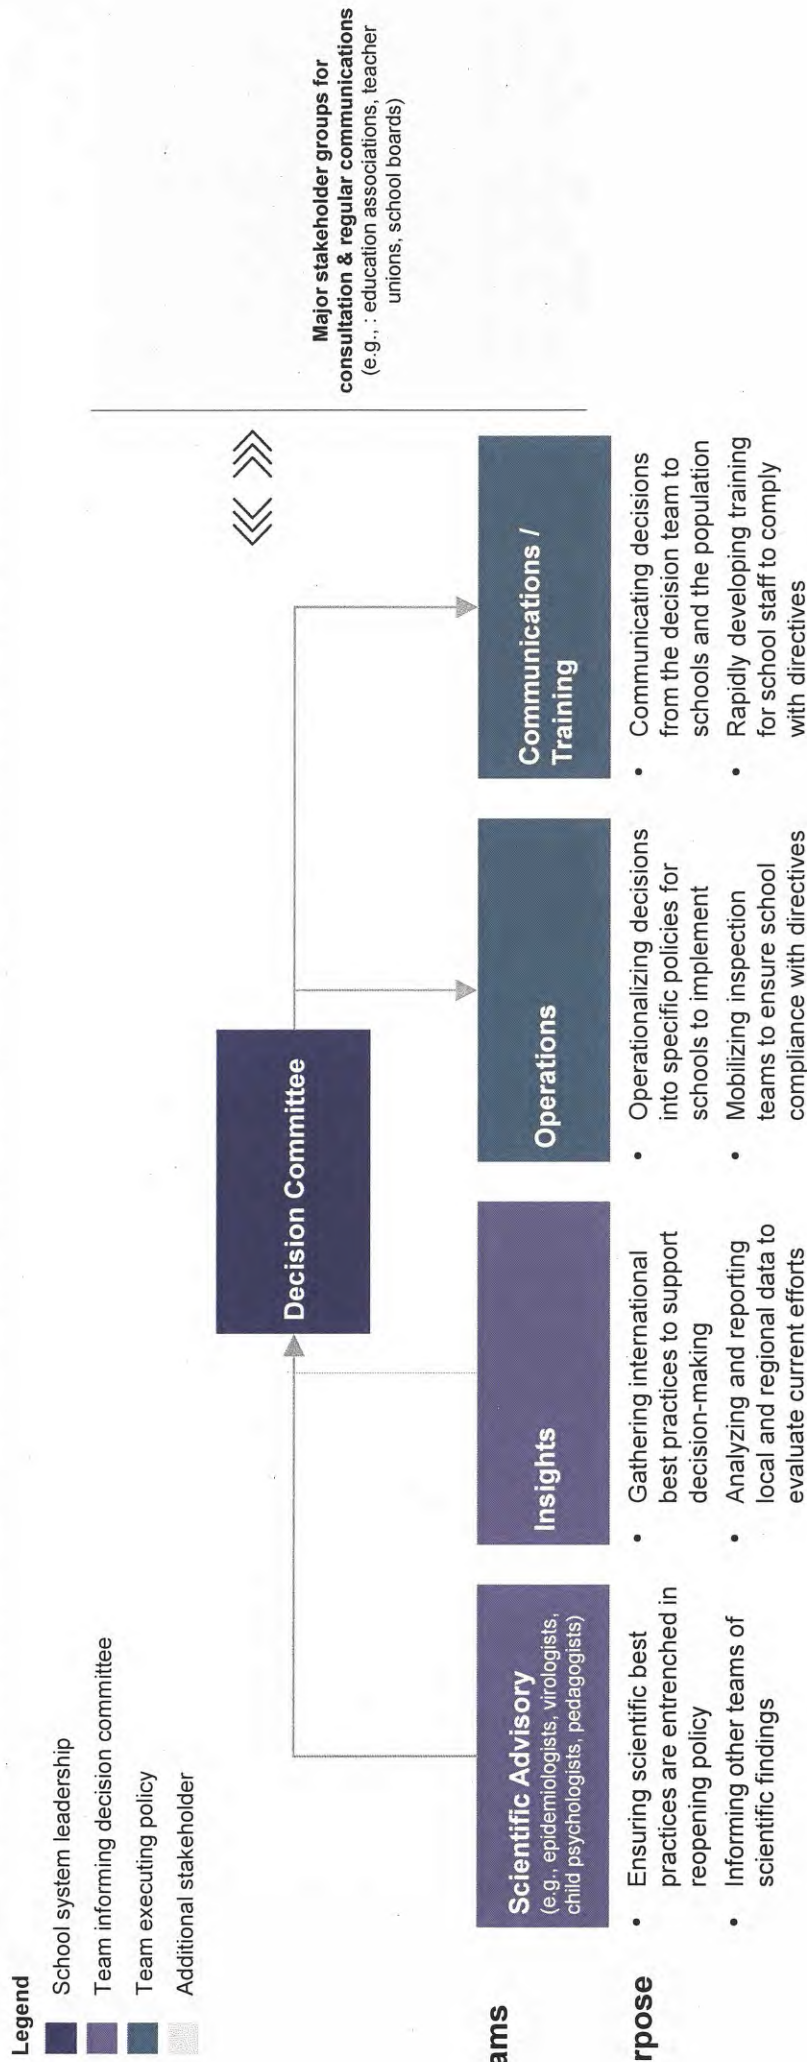 Legend
School system leadership
Team informing decision committee
Team executing policy
Additional stakeholder
Decision Committee
Major stakeholder groups for
consultation & regular communications
(e.g., : education associations, teacher
unions, school boards)
ams
Scientific Advisory
(e.g., epidemiologists, virologists,
child psychologists, pedagogists)
Insights
Operations
Communications /
Training
rpose
• Ensuring scientific best
practices are entrenched in
reopening policy
• Informing other teams of
scientific findings
• Gathering international
best practices to support
decision-making
• Analyzing and reporting
local and regional data to
evaluate current efforts
• Operationalizing decisions
into specific policies for
schools to implement
• Mobilizing inspection
teams to ensure school
compliance with directives
• Communicating decisions
from the decision team to
schools and the population
• Rapidly developing training
for school staff to comply
with directives